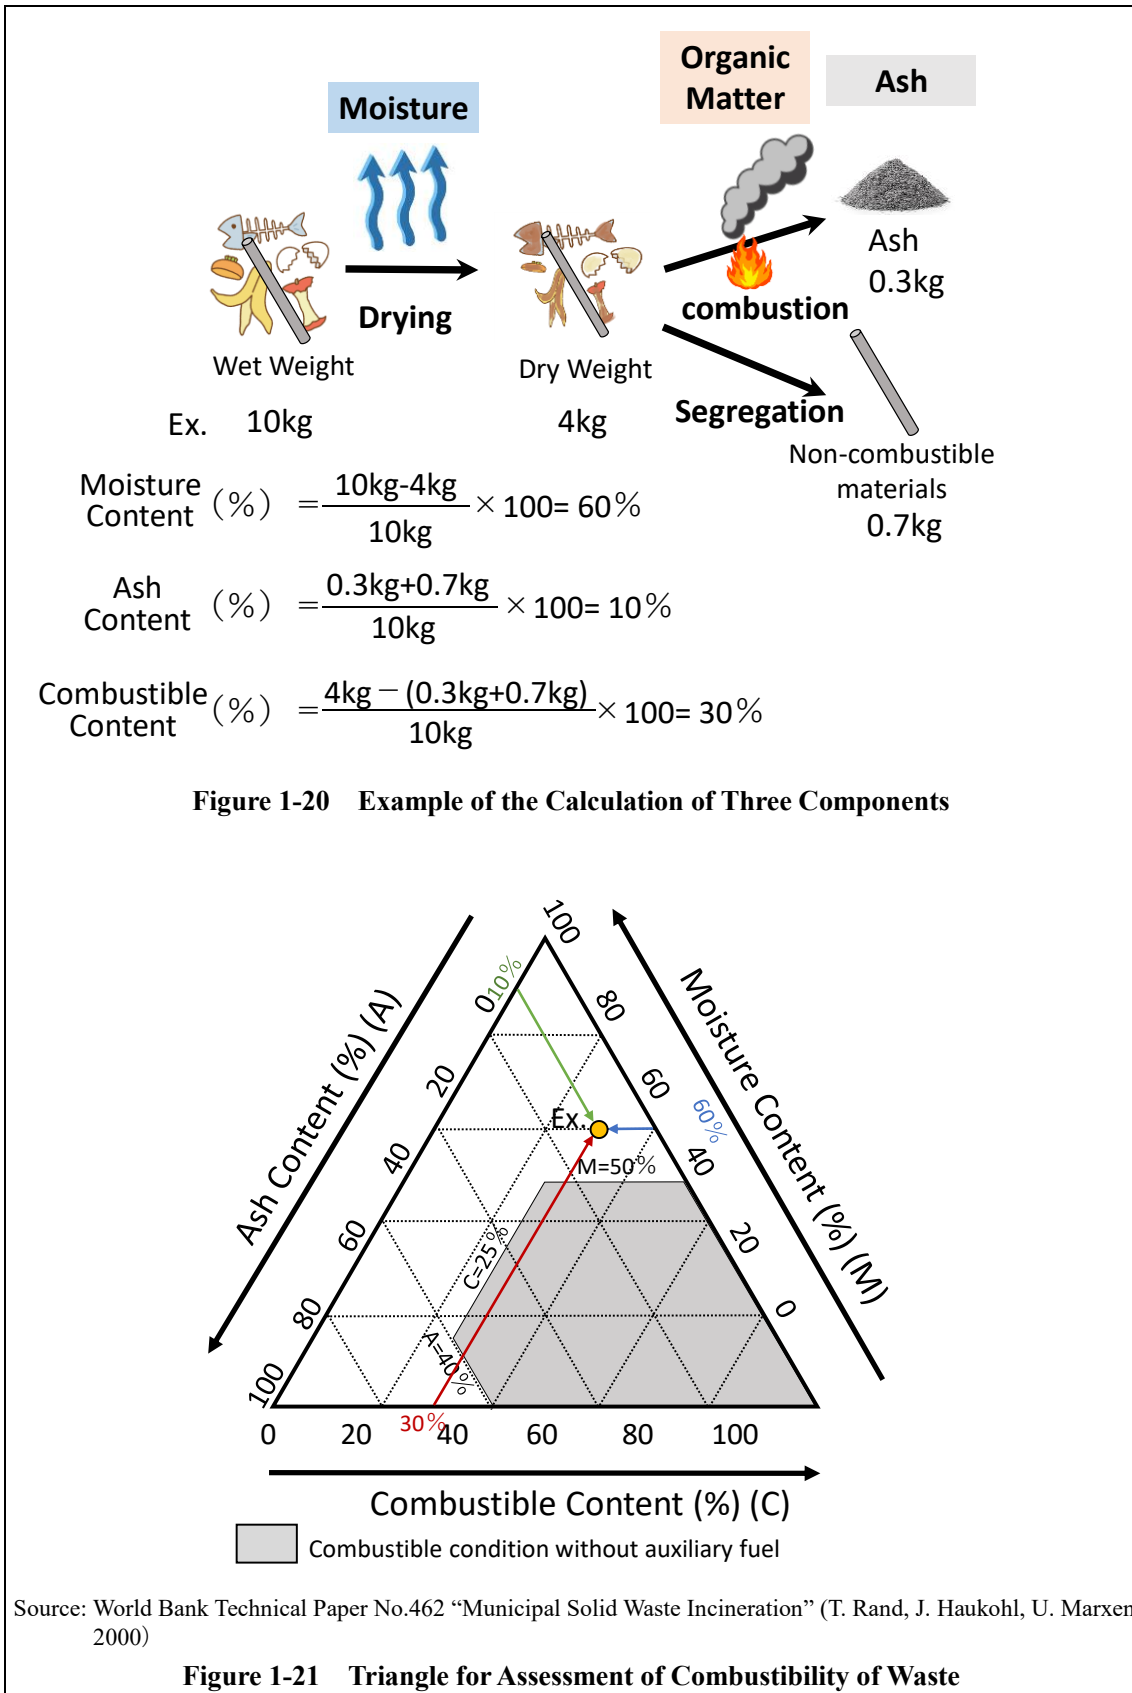 Moisture
Organic
Matter
Ash
Drying
combustion
Segregation
Ash
0.3kg
Wet Weight
Dry Weight
Ex. 10kg
4kg
Non-combustible
materials
0.7kg
Moisture
Content (%) = 10kg-4kg / 10kg × 100= 60%
Ash
Content (%) = 0.3kg+0.7kg / 10kg × 100= 10%
Combustible
Content (%) = 4kg－(0.3kg+0.7kg) / 10kg × 100= 30%
Figure 1-20 Example of the Calculation of Three Components
Ash Content (%) (A)
0
20
40
60
80
100
10%
Moisture Content (%) (M)
100
80
60
40
20
0
60%
Ex.
M=50%
C=25%
A=40%
30%
0 20 40 60 80 100
Combustible Content (%) (C)
Combustible condition without auxiliary fuel
Source: World Bank Technical Paper No.462 “Municipal Solid Waste Incineration” (T. Rand, J. Haukohl, U. Marxen
2000）
Figure 1-21 Triangle for Assessment of Combustibility of Waste